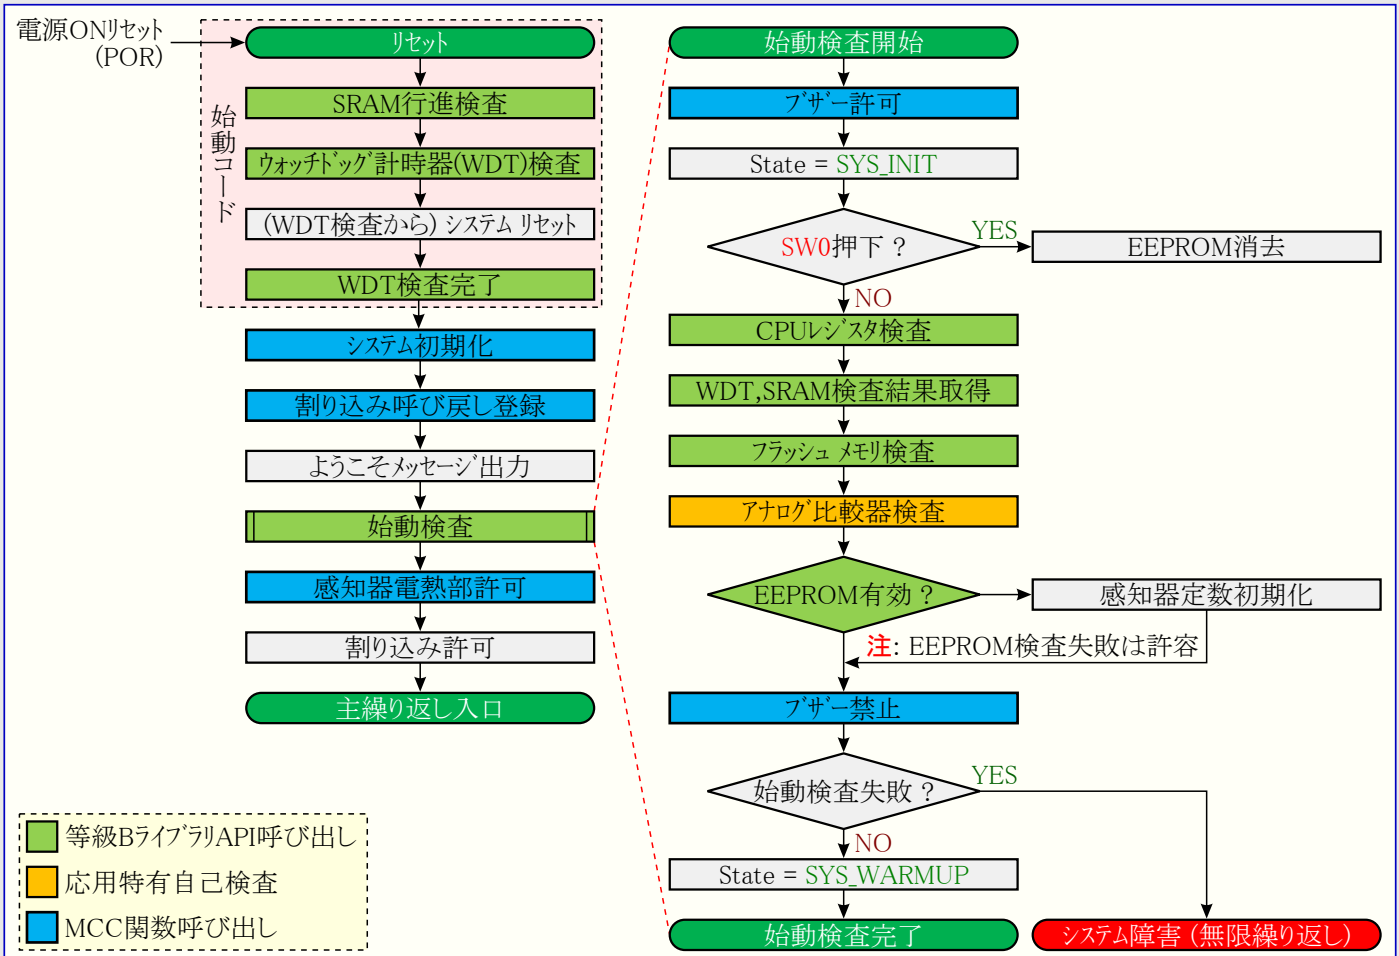 電源ONリセット
(POR)
始動コード
リセット
SRAM行進検査
ウォッチドッグ計時器(WDT)検査
(WDT検査から) システム リセット
WDT検査完了
システム初期化
割り込み呼び戻し登録
ようこそメッセージ出力
始動検査
感知器電熱部許可
割り込み許可
主繰り返し入口
始動検査開始
ブザー許可
State = SYS_INIT
SW0押下 ?
YES
EEPROM消去
NO
CPUレジスタ検査
WDT,SRAM検査結果取得
フラッシュ メモリ検査
アナログ比較器検査
EEPROM有効 ?
感知器定数初期化
注: EEPROM検査失敗は許容
ブザー禁止
始動検査失敗 ?
YES
NO
State = SYS_WARMUP
始動検査完了
システム障害 (無限繰り返し)
等級BライブラリAPI呼び出し
応用特有自己検査
MCC関数呼び出し